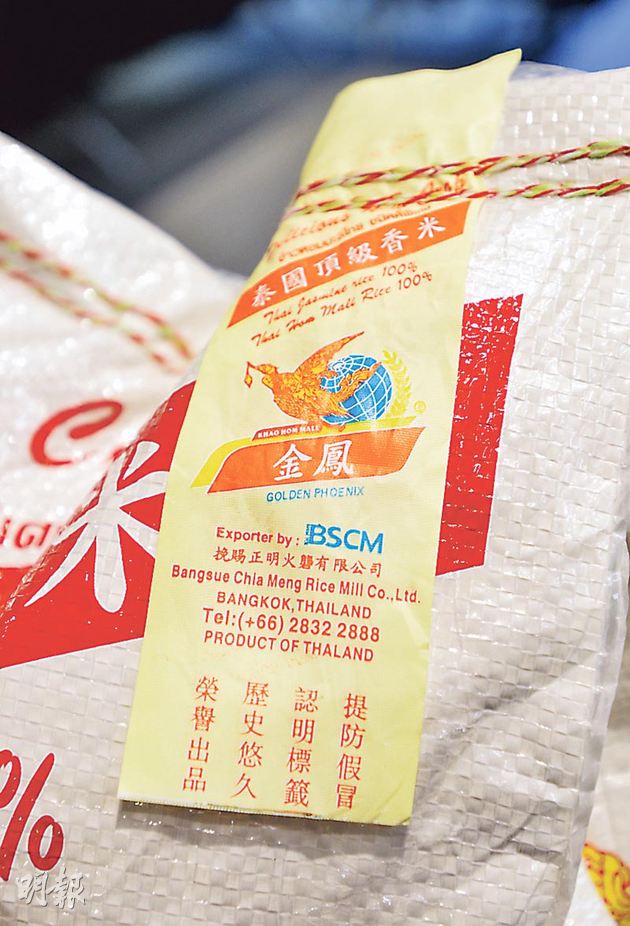 泰國頂級香米
Thai Jasmine rice 100%
Thai Hom Mali Rice 100%
KHAO HOM MALI
金鳳
GOLDEN PHOENIX
Exporter by : BSCM
挽賜正明火礱有限公司
Bangsue Chia Meng Rice Mill Co.,Ltd.
BANGKOK,THAILAND
Tel:(+66) 2832 2888
PRODUCT OF THAILAND
提防假冒
認明標籤
歷史悠久
榮譽出品
米
%
明報